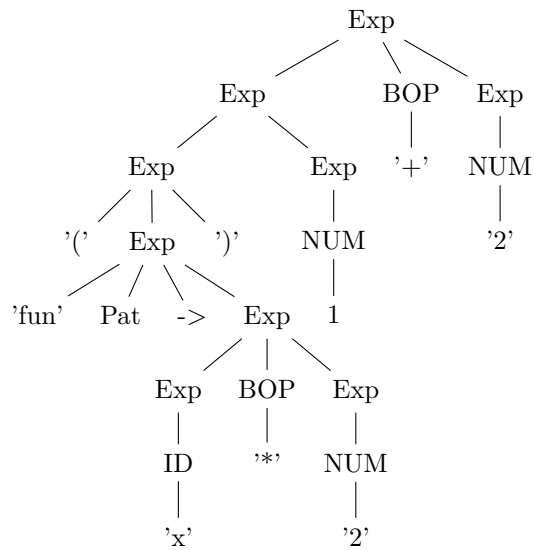 Exp
Exp BOP Exp
Exp Exp '+' NUM
'(' Exp ')' NUM '2'
'fun' Pat -> Exp 1
Exp BOP Exp
ID '*' NUM
'x' '2'